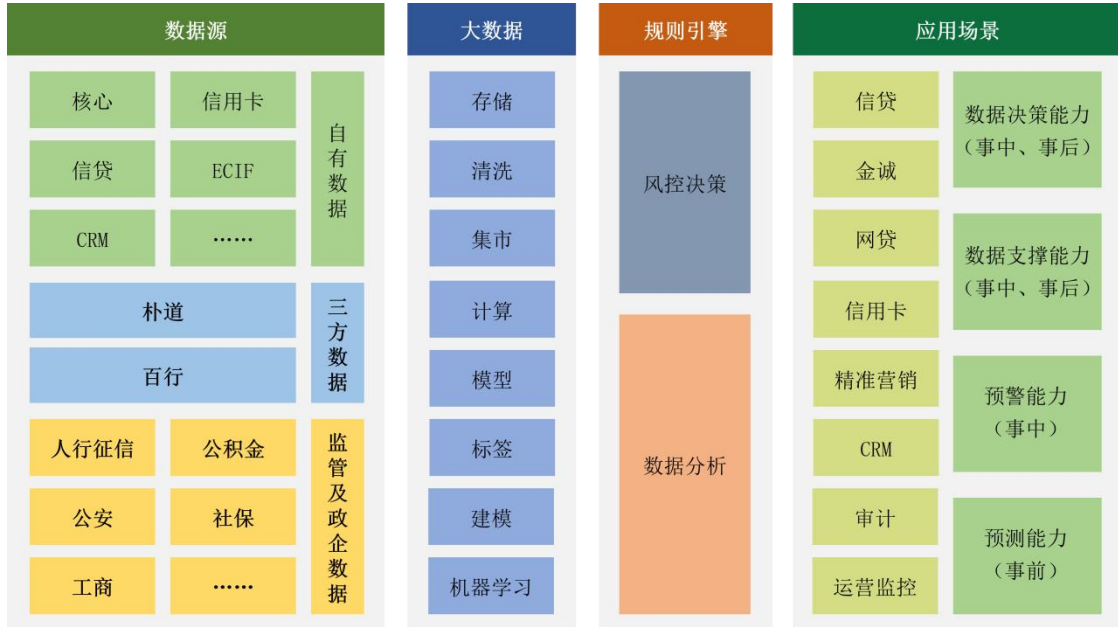 数据源
核心
信用卡
信贷
ECIF
CRM
……
自有数据
朴道
百行
三方数据
人行征信
公积金
公安
社保
工商
……
监管及政企数据
大数据
存储
清洗
集市
计算
模型
标签
建模
机器学习
规则引擎
风控决策
数据分析
应用场景
信贷
金诚
网贷
信用卡
精准营销
CRM
审计
运营监控
数据决策能力
（事中、事后）
数据支撑能力
（事中、事后）
预警能力
（事中）
预测能力
（事前）